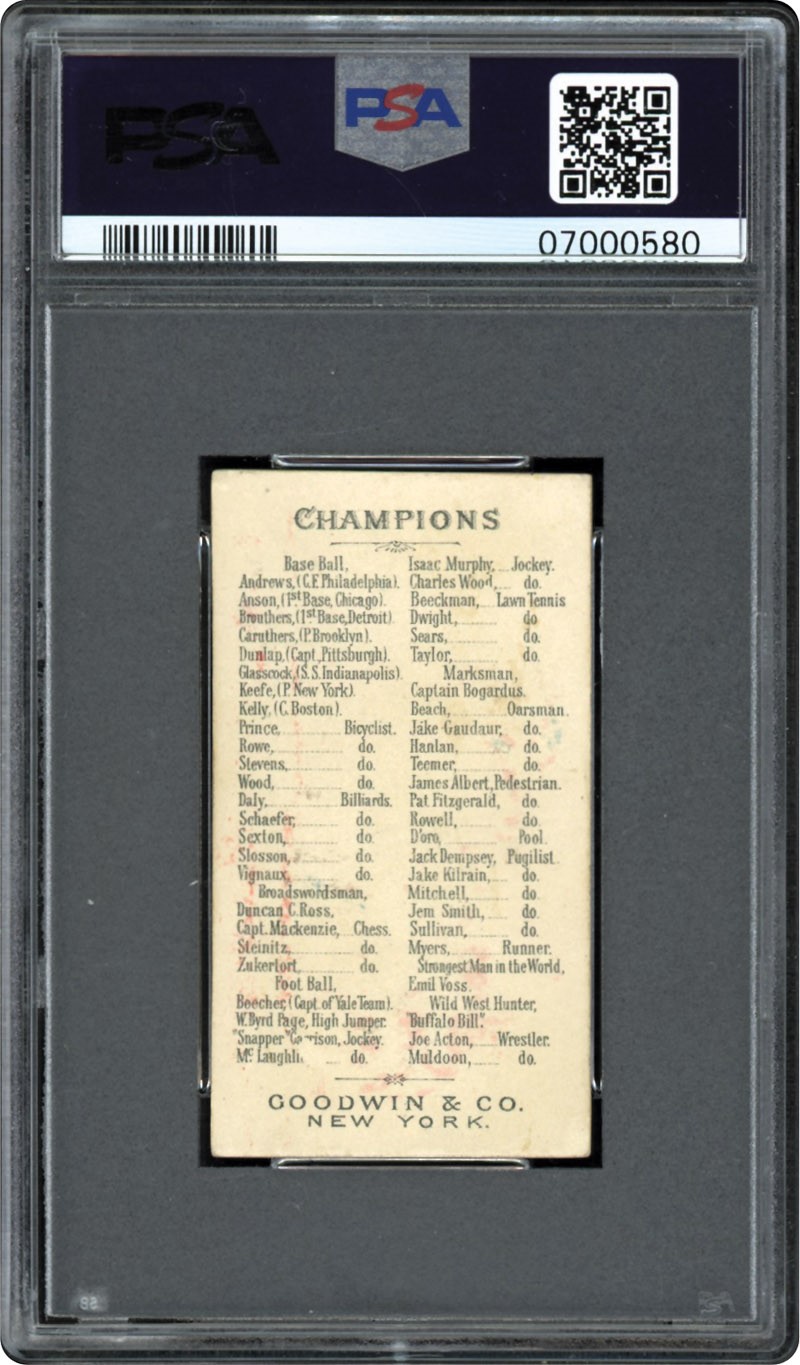 PSA
PSA
07000580
CHAMPIONS
Base Ball,
Andrews, (C.F. Philadelphia).
Anson, (1st Base, Chicago).
Brouthers, (1st Base, Detroit).
Caruthers, (P. Brooklyn).
Dunlap, (Capt. Pittsburgh).
Glasscock, (S.S. Indianapolis).
Keefe, (P. New York).
Kelly, (C. Boston).
Prince, Bicyclist.
Rowe, do.
Stevens, do.
Wood, do.
Daly, Billiards.
Schaefer, do.
Sexton, do.
Slosson, do.
Vignaux, do.
Broadswordsman,
Duncan C. Ross,
Capt. Mackenzie, Chess.
Steinitz, do.
Zukertort, do.
Foot Ball,
Beecher, (Capt. of Yale Team).
W. Byrd Page, High Jumper.
"Snapper" Jockey.
do.
Isaac Murphy, Jockey.
Charles Wood, do.
Beeckman, Lawn Tennis
Dwight, do
Sears, do.
Taylor, do.
Marksman,
Captain Bogardus.
Beach, Oarsman.
Jake Gaudaur, do.
Hanlan, do.
Teemer, do.
James Albert, Pedestrian.
Pat Fitzgerald, do.
Rowell, do.
D'oro, Pool.
Jack Dempsey, Pugilist.
Jake Kilrain, do.
Mitchell, do.
Jem Smith, do.
Sullivan, do.
Myers, Runner.
Strongest Man in the World,
Emil Voss.
Wild West Hunter,
"Buffalo Bill".
Joe Acton, Wrestler.
Muldoon, do.
GOODWIN & CO.
NEW YORK.